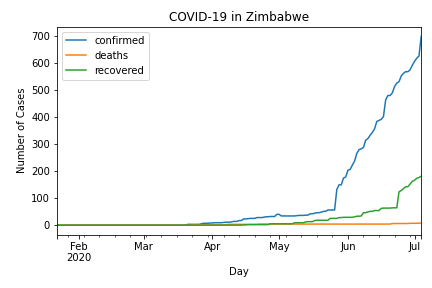 COVID-19 in Zimbabwe
confirmed
deaths
recovered
Number of Cases
700
600
500
400
300
200
100
0
Feb
2020
Mar
Apr
May
Jun
Jul
Day